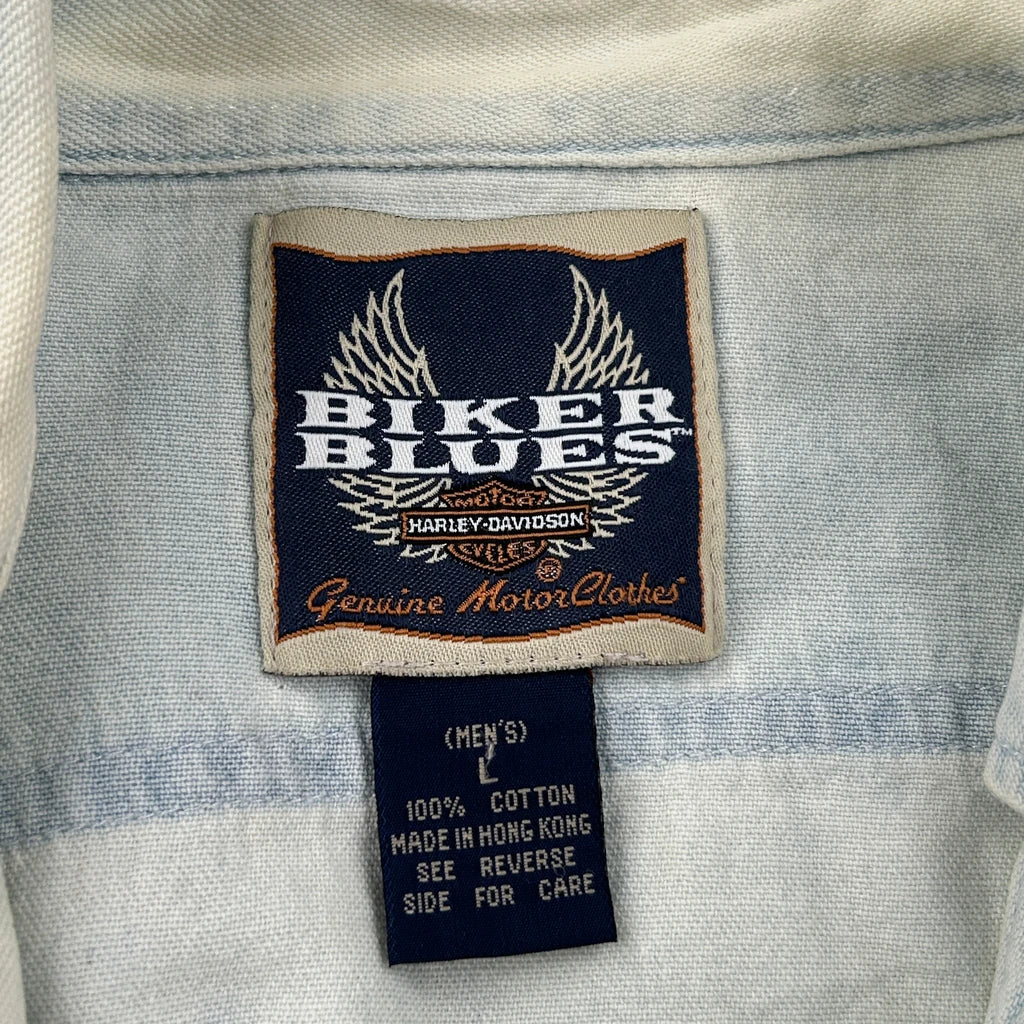 BIKER
BLUES™
MOTOR
HARLEY-DAVIDSON
CYCLES
®
Genuine MotorClothes
(MEN'S)
L
100% COTTON
MADE IN HONG KONG
SEE REVERSE
SIDE FOR CARE